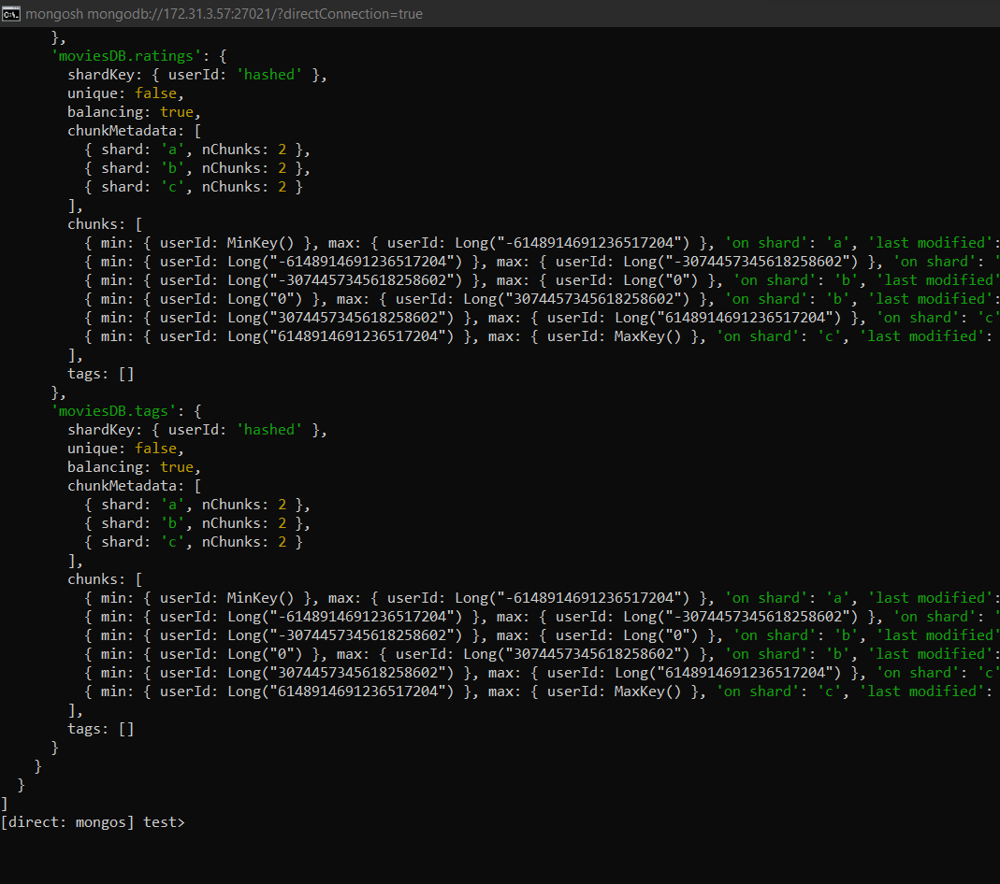 mongosh mongodb://172.31.3.57:27021/?directConnection=true
},
'moviesDB.ratings': {
shardKey: { userId: 'hashed' },
unique: false,
balancing: true,
chunkMetadata: [
{ shard: 'a', nChunks: 2 },
{ shard: 'b', nChunks: 2 },
{ shard: 'c', nChunks: 2 }
],
chunks: [
{ min: { userId: MinKey() }, max: { userId: Long("-6148914691236517204") }, 'on shard': 'a', 'last modified':
{ min: { userId: Long("-6148914691236517204") }, max: { userId: Long("-3074457345618258602") }, 'on shard': '
{ min: { userId: Long("-3074457345618258602") }, max: { userId: Long("0") }, 'on shard': 'b', 'last modified'
{ min: { userId: Long("0") }, max: { userId: Long("3074457345618258602") }, 'on shard': 'b', 'last modified':
{ min: { userId: Long("3074457345618258602") }, max: { userId: Long("6148914691236517204") }, 'on shard': 'c'
{ min: { userId: Long("6148914691236517204") }, max: { userId: MaxKey() }, 'on shard': 'c', 'last modified':
],
tags: []
},
'moviesDB.tags': {
shardKey: { userId: 'hashed' },
unique: false,
balancing: true,
chunkMetadata: [
{ shard: 'a', nChunks: 2 },
{ shard: 'b', nChunks: 2 },
{ shard: 'c', nChunks: 2 }
],
chunks: [
{ min: { userId: MinKey() }, max: { userId: Long("-6148914691236517204") }, 'on shard': 'a', 'last modified':
{ min: { userId: Long("-6148914691236517204") }, max: { userId: Long("-3074457345618258602") }, 'on shard': '
{ min: { userId: Long("-3074457345618258602") }, max: { userId: Long("0") }, 'on shard': 'b', 'last modified'
{ min: { userId: Long("0") }, max: { userId: Long("3074457345618258602") }, 'on shard': 'b', 'last modified':
{ min: { userId: Long("3074457345618258602") }, max: { userId: Long("6148914691236517204") }, 'on shard': 'c'
{ min: { userId: Long("6148914691236517204") }, max: { userId: MaxKey() }, 'on shard': 'c', 'last modified':
],
tags: []
}
}
}
]
[direct: mongos] test>